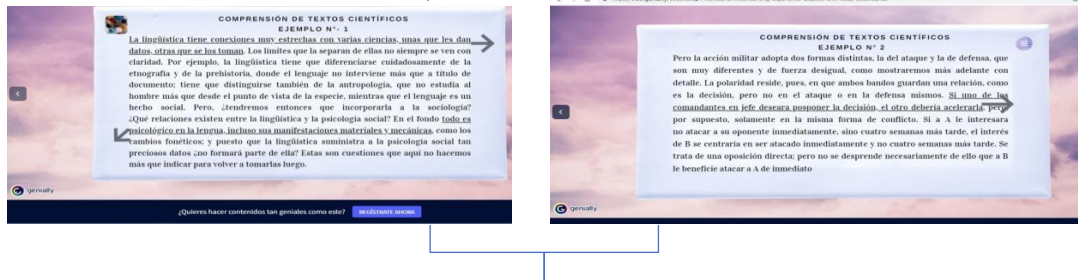 COMPRENSIÓN DE TEXTOS CIENTÍFICOS
EJEMPLO N°- 1
La lingüística tiene conexiones muy estrechas con varias ciencias, unas que les dan
datos, otras que se los toman. Los límites que la separan de ellas no siempre se ven con
claridad. Por ejemplo, la lingüística tiene que diferenciarse cuidadosamente de la
etnografía y de la prehistoria, donde el lenguaje no interviene más que a título de
documento; tiene que distinguirse también de la antropología, que no estudia al
hombre más que desde el punto de vista de la especie, mientras que el lenguaje es un
hecho social. Pero, ¿tendremos entonces que incorporarla a la sociología?
¿Qué relaciones existen entre la lingüística y la psicología social? En el fondo todo es
psicológico en la lengua, incluso sus manifestaciones materiales y mecánicas, como los
cambios fonéticos; y puesto que la lingüística suministra a la psicología social tan
preciosos datos ¿no formará parte de ella? Estas son cuestiones que aquí no hacemos
más que indicar para volver a tomarlas luego.
genially
¿Quieres hacer contenidos tan geniales como este? REGÍSTRATE AHORA
COMPRENSIÓN DE TEXTOS CIENTÍFICOS
EJEMPLO N° 2
Pero la acción militar adopta dos formas distintas, la del ataque y la de defensa, que
son muy diferentes y de fuerza desigual, como mostraremos más adelante con
detalle. La polaridad reside, pues, en que ambos bandos guardan una relación, como
es la decisión, pero no en el ataque o en la defensa mismos. Si uno de los
comandantes en jefe deseara posponer la decisión, el otro debería acelerarla, pero
por supuesto, solamente en la misma forma de conflicto. Si a A le interesara
no atacar a su oponente inmediatamente, sino cuatro semanas más tarde, el interés
de B se centraría en ser atacado inmediatamente y no cuatro semanas más tarde. Se
trata de una oposición directa; pero no se desprende necesariamente de ello que a B
le beneficie atacar a A de inmediato
genially